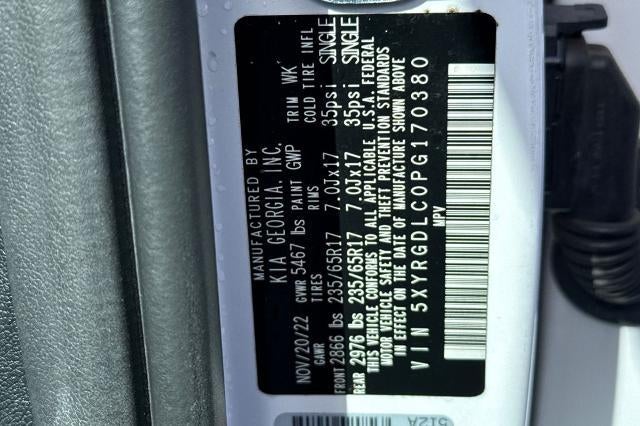 MANUFACTURED BY
KIA GEORGIA, INC.
NOV/20/22 GVWR 5467 lbs PAINT GWP TRIM WK
GAWR TIRES RIMS COLD TIRE INFL
FRONT 2866 lbs 235/65R17 7.0Jx17 35psi SINGLE
REAR 2976 lbs 235/65R17 7.0Jx17 35psi SINGLE
THIS VEHICLE CONFORMS TO ALL APPLICABLE U.S.A. FEDERAL
MOTOR VEHICLE SAFETY AND THEFT PREVENTION STANDARDS
IN EFFECT ON THE DATE OF MANUFACTURE SHOWN ABOVE
VIN 5XYRGDLC0PG170380
MPV
512A